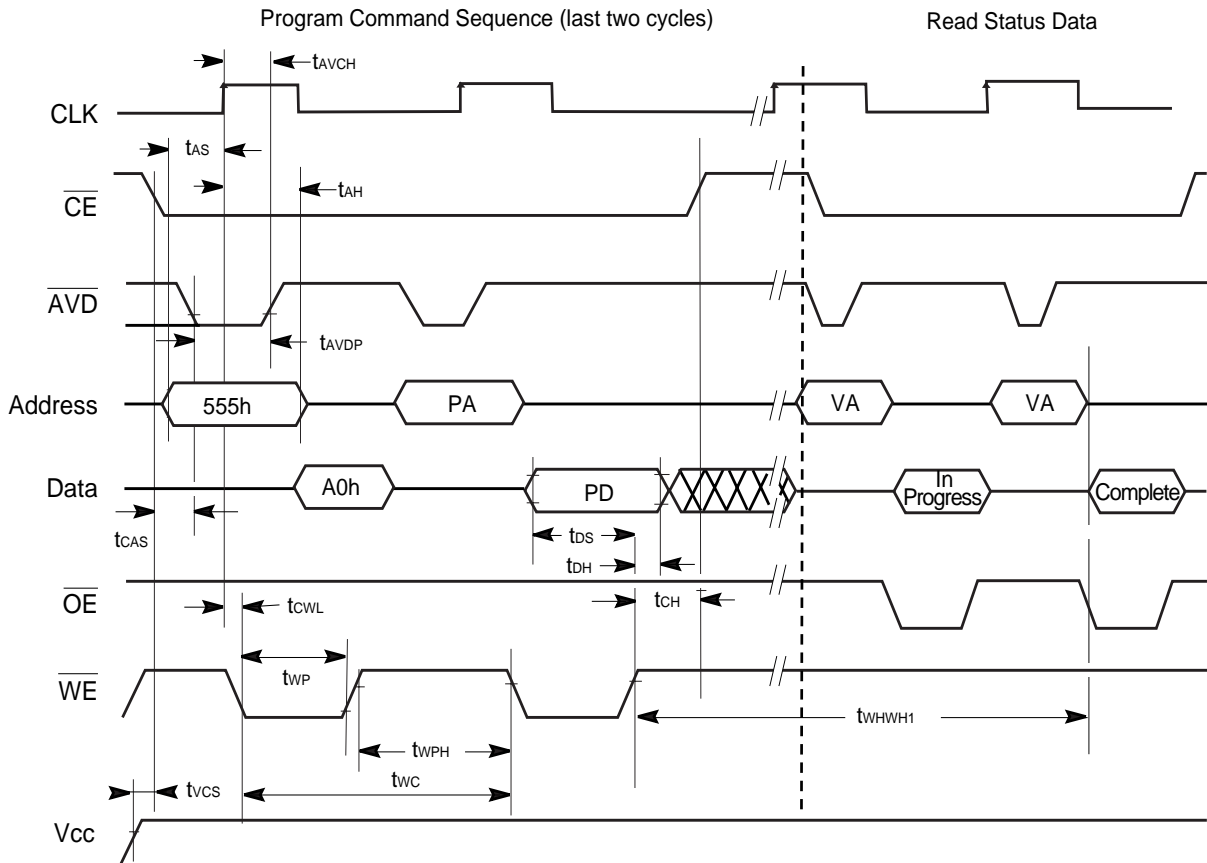 Program Command Sequence (last two cycles)
Read Status Data
tAVCH
CLK
tAS
tAH
CE
AVD
tAVDP
Address
555h
PA
VA
VA
Data
A0h
PD
In
Progress
Complete
tCAS
tDS
tDH
OE
tCWL
tCH
WE
tWP
tWHWH1
tWPH
tVCS
tWC
Vcc